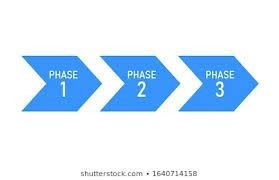 PHASE
1
PHASE
2
PHASE
3
shutterstock.com • 1640714158